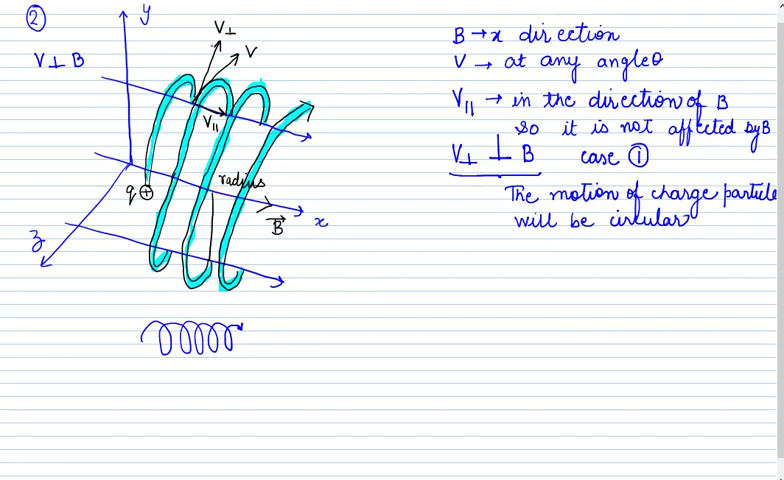 ②
y
V⊥
V
V⊥ B
V||
radius
q ⊕
B⃗
x
z
B → x direction
V → at any angle θ
V|| → in the direction of B
so it is not affected by B
V⊥ ⊥ B case ①
The motion of charge particle
will be circular